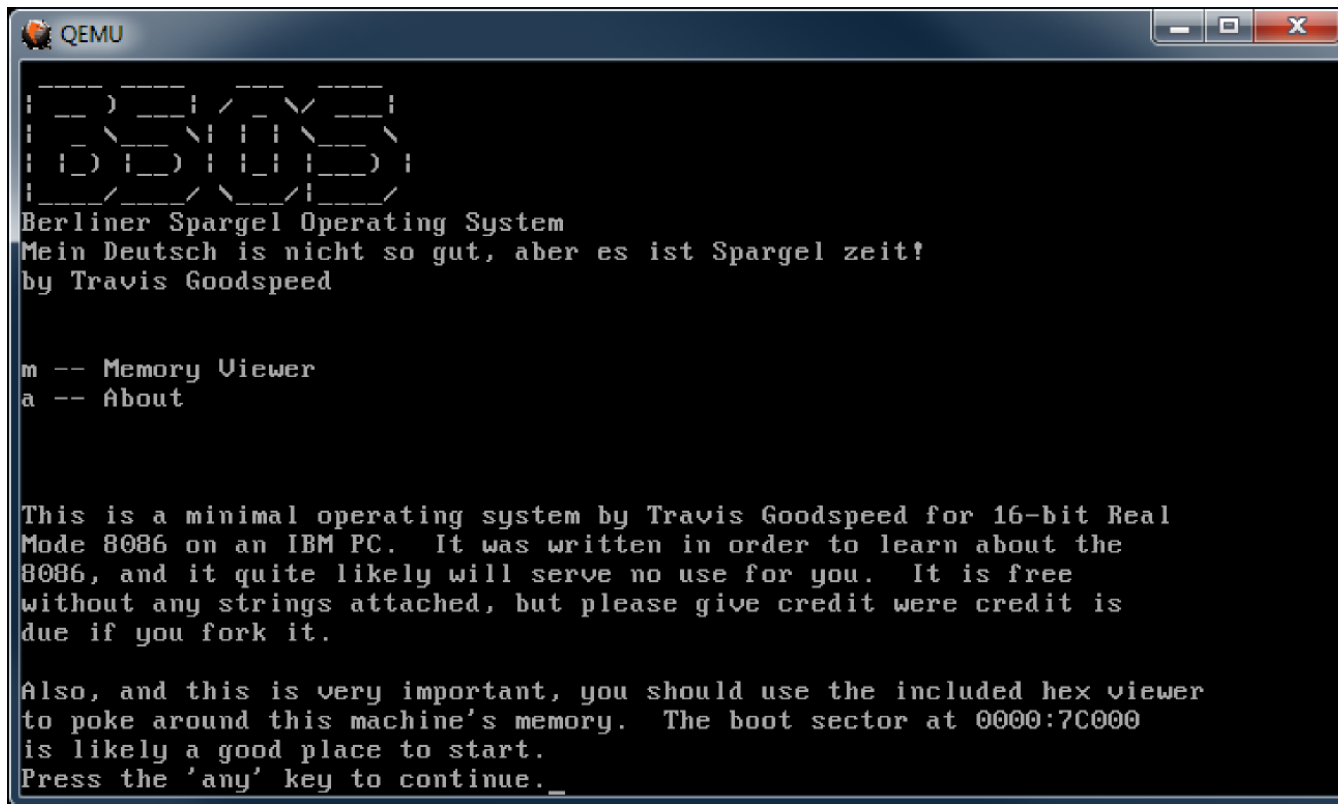 QEMU
BSOS
Berliner Spargel Operating System
Mein Deutsch is nicht so gut, aber es ist Spargel zeit!
by Travis Goodspeed
m -- Memory Viewer
a -- About
This is a minimal operating system by Travis Goodspeed for 16-bit Real
Mode 8086 on an IBM PC.  It was written in order to learn about the
8086, and it quite likely will serve no use for you.  It is free
without any strings attached, but please give credit were credit is
due if you fork it.
Also, and this is very important, you should use the included hex viewer
to poke around this machine's memory.  The boot sector at 0000:7C000
is likely a good place to start.
Press the 'any' key to continue._